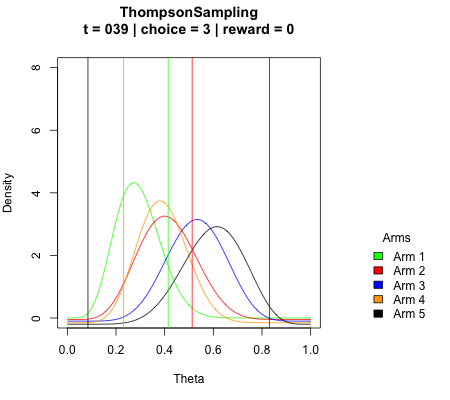 ThompsonSampling
t = 039 | choice = 3 | reward = 0
8
6
4
2
0
Density
0.0 0.2 0.4 0.6 0.8 1.0
Theta
Arms
Arm 1
Arm 2
Arm 3
Arm 4
Arm 5